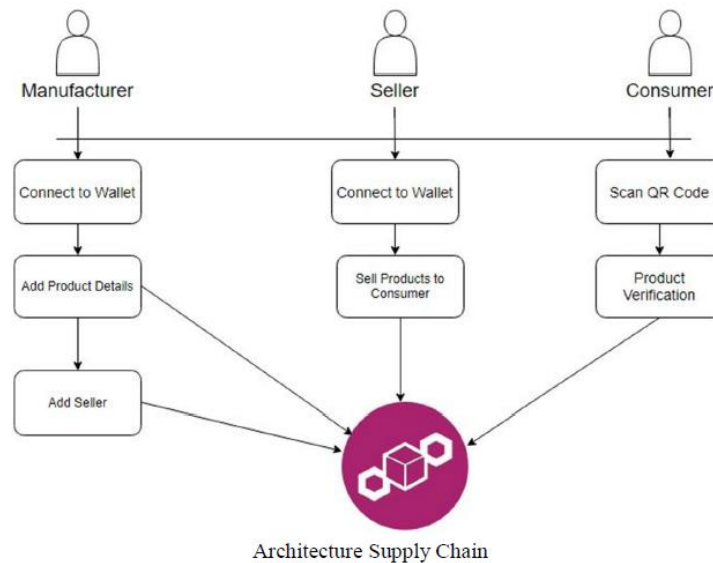 Manufacturer
Seller
Consumer
Connect to Wallet
Connect to Wallet
Scan QR Code
Add Product Details
Sell Products to
Consumer
Product
Verification
Add Seller
Architecture Supply Chain